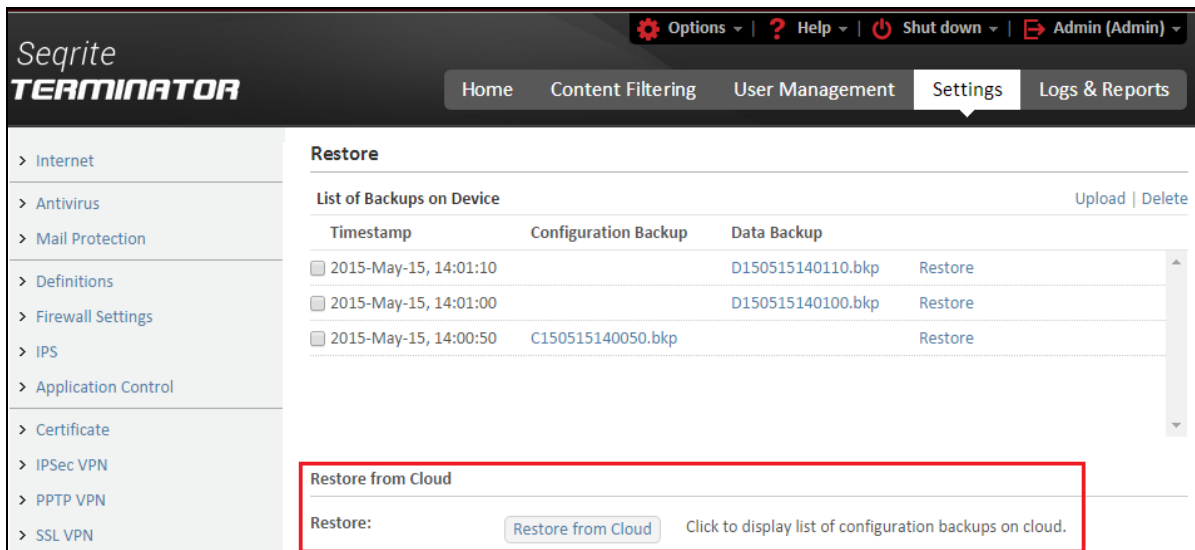 Options | Help | Shut down | Admin (Admin)
Seqrite
TERMINATOR
Home Content Filtering User Management Settings Logs & Reports
> Internet
> Antivirus
> Mail Protection
> Definitions
> Firewall Settings
> IPS
> Application Control
> Certificate
> IPSec VPN
> PPTP VPN
> SSL VPN
Restore
List of Backups on Device Upload | Delete
Timestamp Configuration Backup Data Backup
2015-May-15, 14:01:10 D150515140110.bkp Restore
2015-May-15, 14:01:00 D150515140100.bkp Restore
2015-May-15, 14:00:50 C150515140050.bkp Restore
Restore from Cloud
Restore: Restore from Cloud Click to display list of configuration backups on cloud.